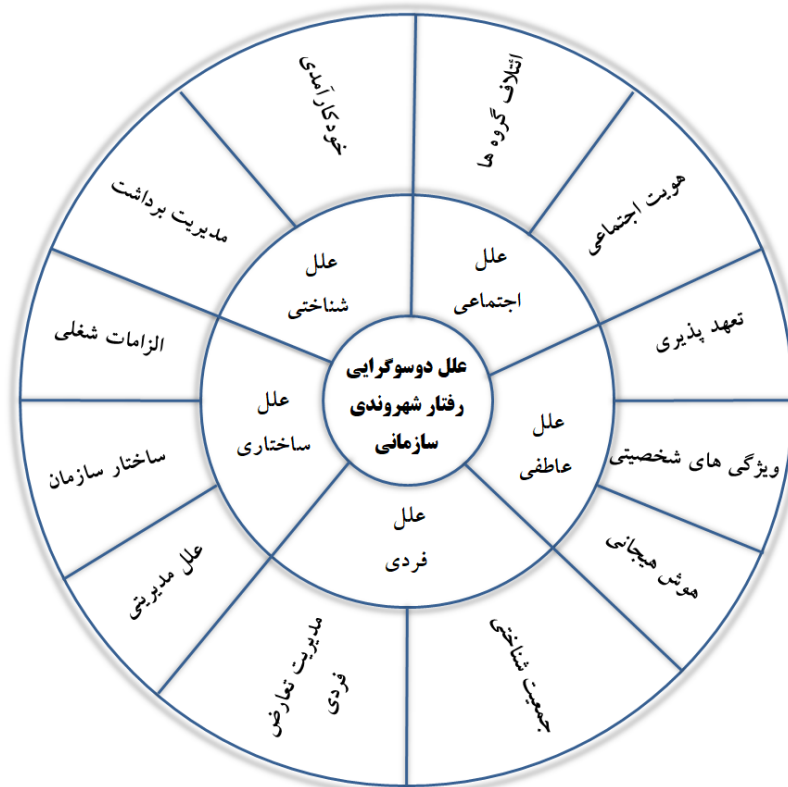 علل دوسوگرایی
رفتار شهروندی
سازمانی
علل
اجتماعی
علل
عاطفی
علل
فردی
علل
ساختاری
علل
شناختی
ائتلاف گروه ها
هویت اجتماعی
تعهد پذیری
ویژگی های شخصیتی
هوش هیجانی
جمعیت شناختی
مدیریت تعارض
فردی
علل مدیریتی
ساختار سازمان
الزامات شغلی
مدیریت برداشت
خودکارآمدی